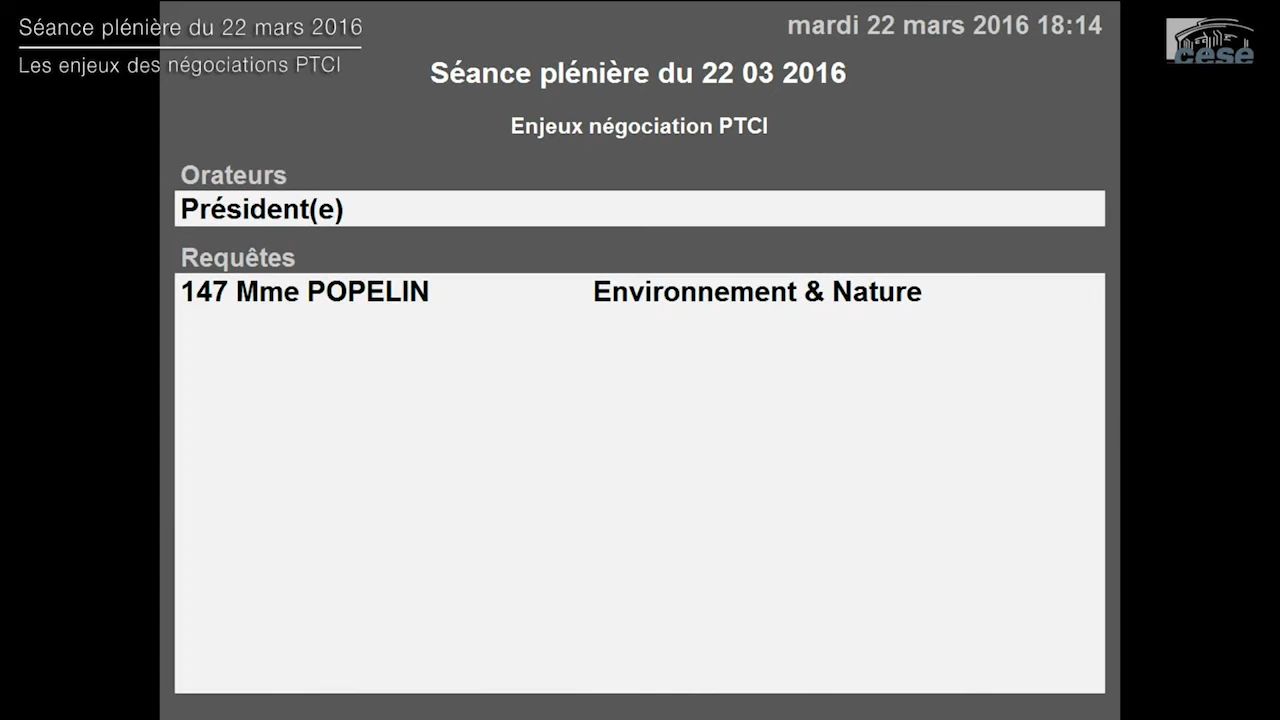 Séance plénière du 22 mars 2016
Les enjeux des négociations PTCI
mardi 22 mars 2016 18:14
cese
Séance plénière du 22 03 2016
Enjeux négociation PTCI
Orateurs
Président(e)
Requêtes
147 Mme POPELIN Environnement & Nature